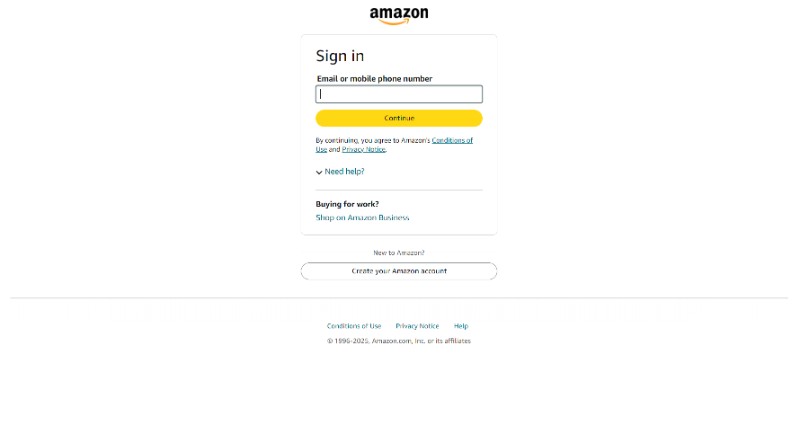 amazon
Sign in
Email or mobile phone number
Continue
By continuing, you agree to Amazon's Conditions of
Use and Privacy Notice.
Need help?
Buying for work?
Shop on Amazon Business
New to Amazon?
Create your Amazon account
Conditions of Use Privacy Notice Help
© 1996-2025, Amazon.com, Inc. or its affiliates